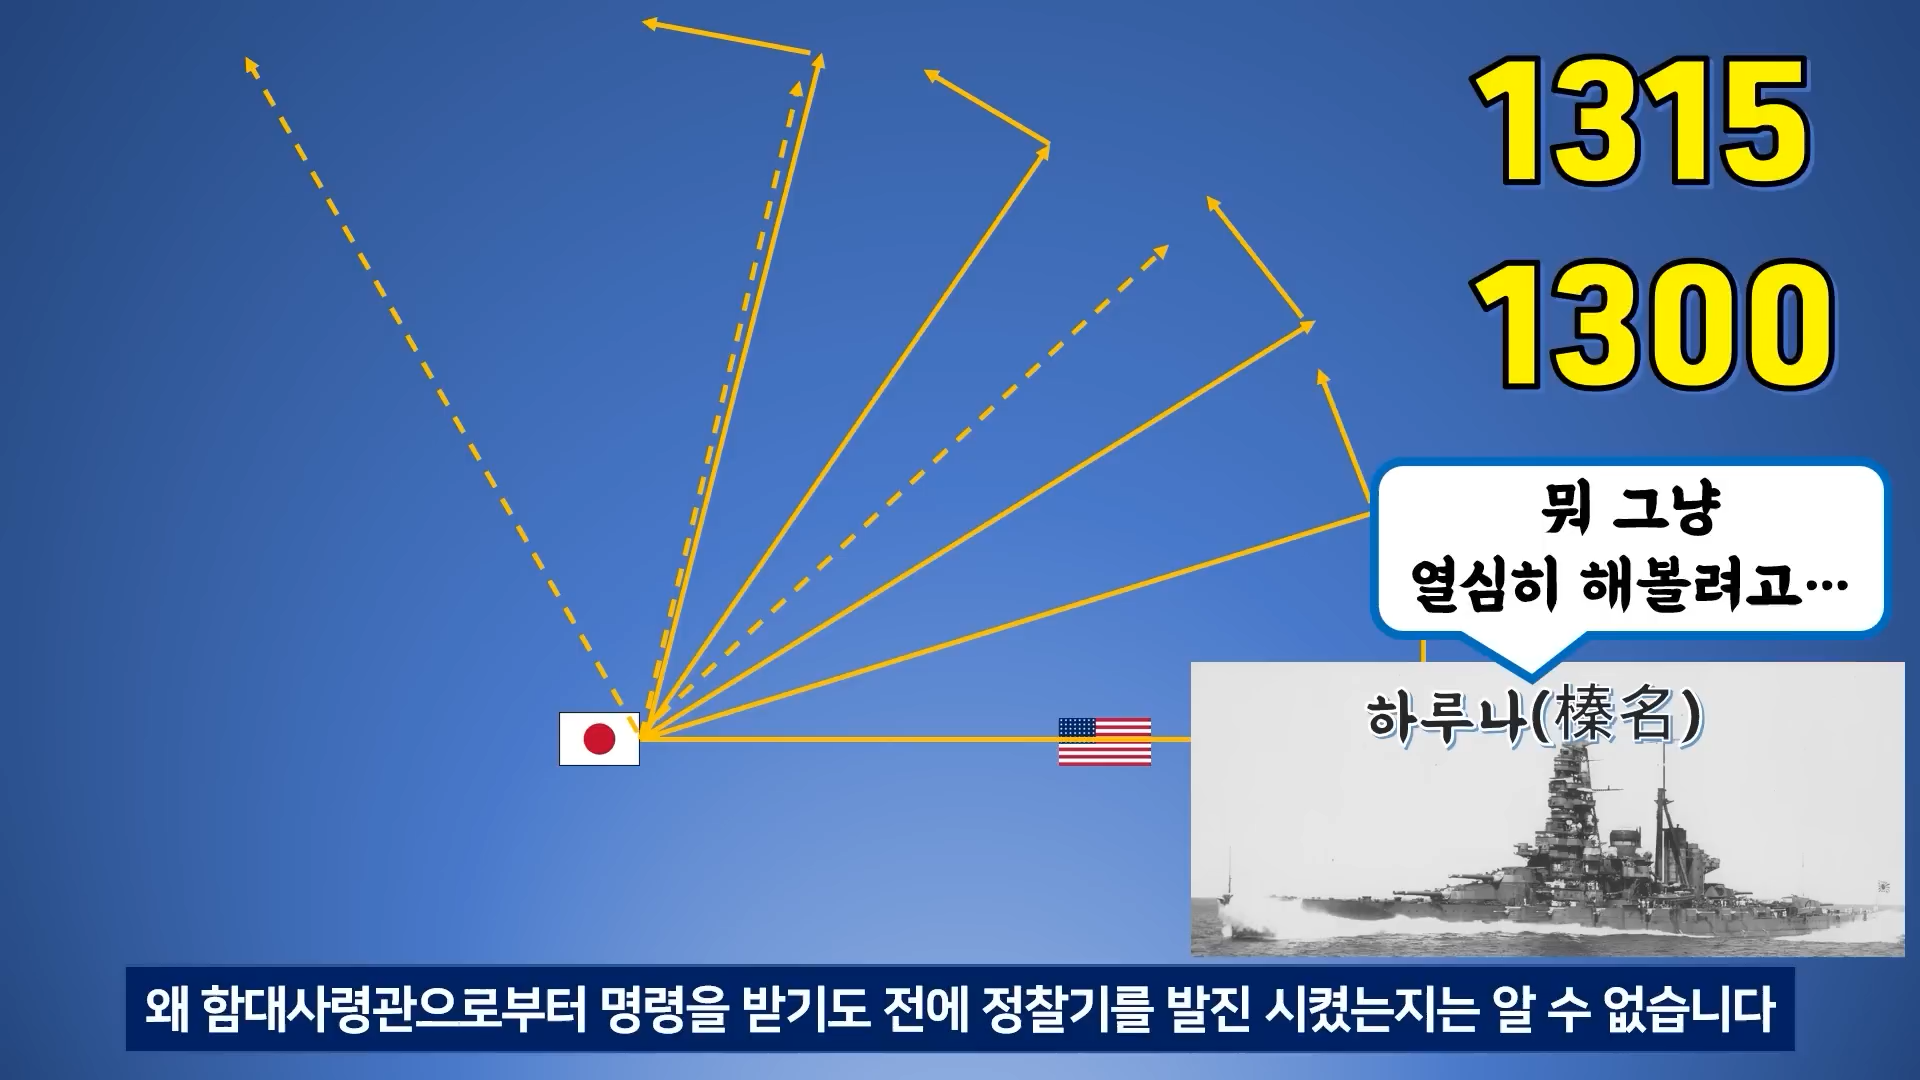 1315
1300
뭐 그냥
열심히 해볼려고…
하루나(榛名)
왜 함대사령관으로부터 명령을 받기도 전에 정찰기를 발진 시켰는지는 알 수 없습니다